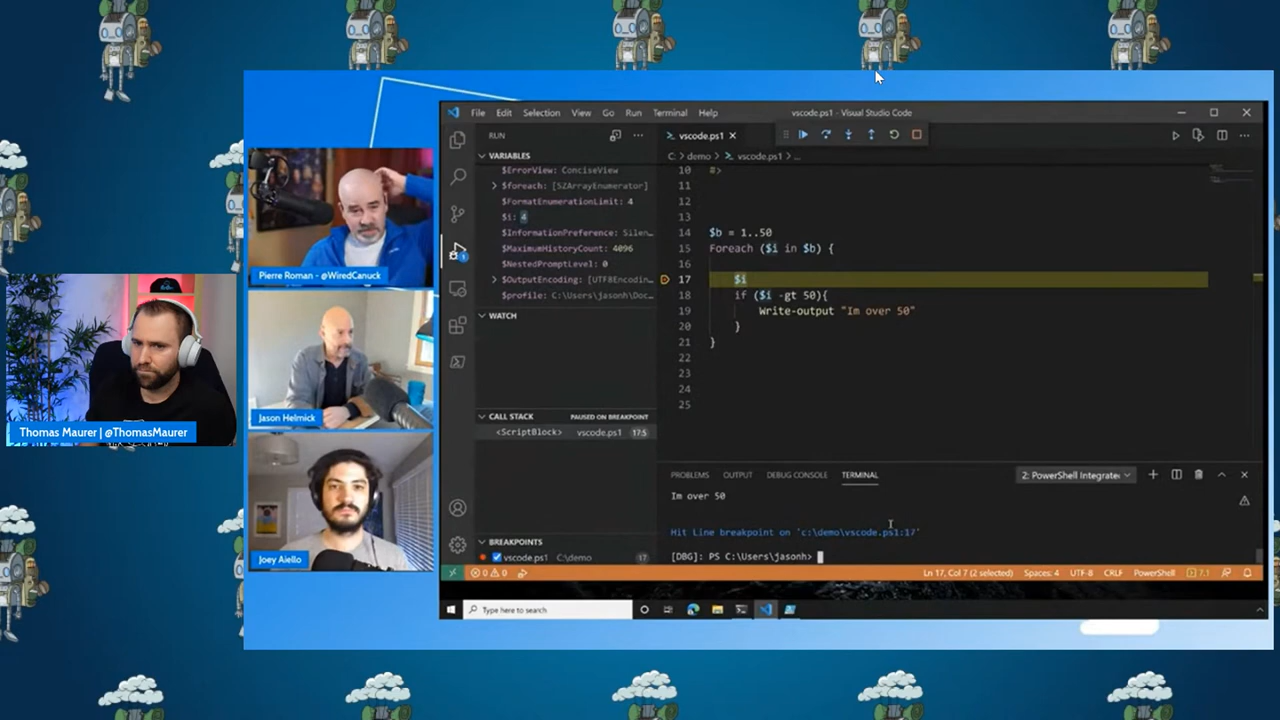 File Edit Selection View Go Run Terminal Help
vscode.ps1 - Visual Studio Code
RUN
vscode.ps1
C: > demo > vscode.ps1 > ...
VARIABLES
$ErrorView: ConciseView
$foreach: [SZArrayEnumerator]
$FormatEnumerationLimit: 4
$i: 4
$InformationPreference: Silen...
$MaximumHistoryCount: 4096
$NestedPromptLevel: 0
$OutputEncoding: [UTF8Encodin...
$profile: C:\Users\jasonh\Doc...
WATCH
CALL STACK
PAUSED ON BREAKPOINT
<ScriptBlock> vscode.ps1 17:5
BREAKPOINTS
vscode.ps1 C:\demo 17
10 #>
11
12
13
14 $b = 1..50
15 Foreach ($i in $b) {
16
17 $i
18 if ($i -gt 50){
19 Write-output "Im over 50"
20 }
21 }
22
23
24
25
PROBLEMS OUTPUT DEBUG CONSOLE TERMINAL
2: PowerShell Integrate
Im over 50
Hit Line breakpoint on 'c:\demo\vscode.ps1:17'
[DBG]: PS C:\Users\jasonh>
0 0
Ln 17, Col 7 (2 selected) Spaces: 4 UTF-8 CRLF PowerShell 7.1
Type here to search
Pierre Roman - @WiredCanuck
Jason Helmick
Joey Aiello
Thomas Maurer | @ThomasMaurer